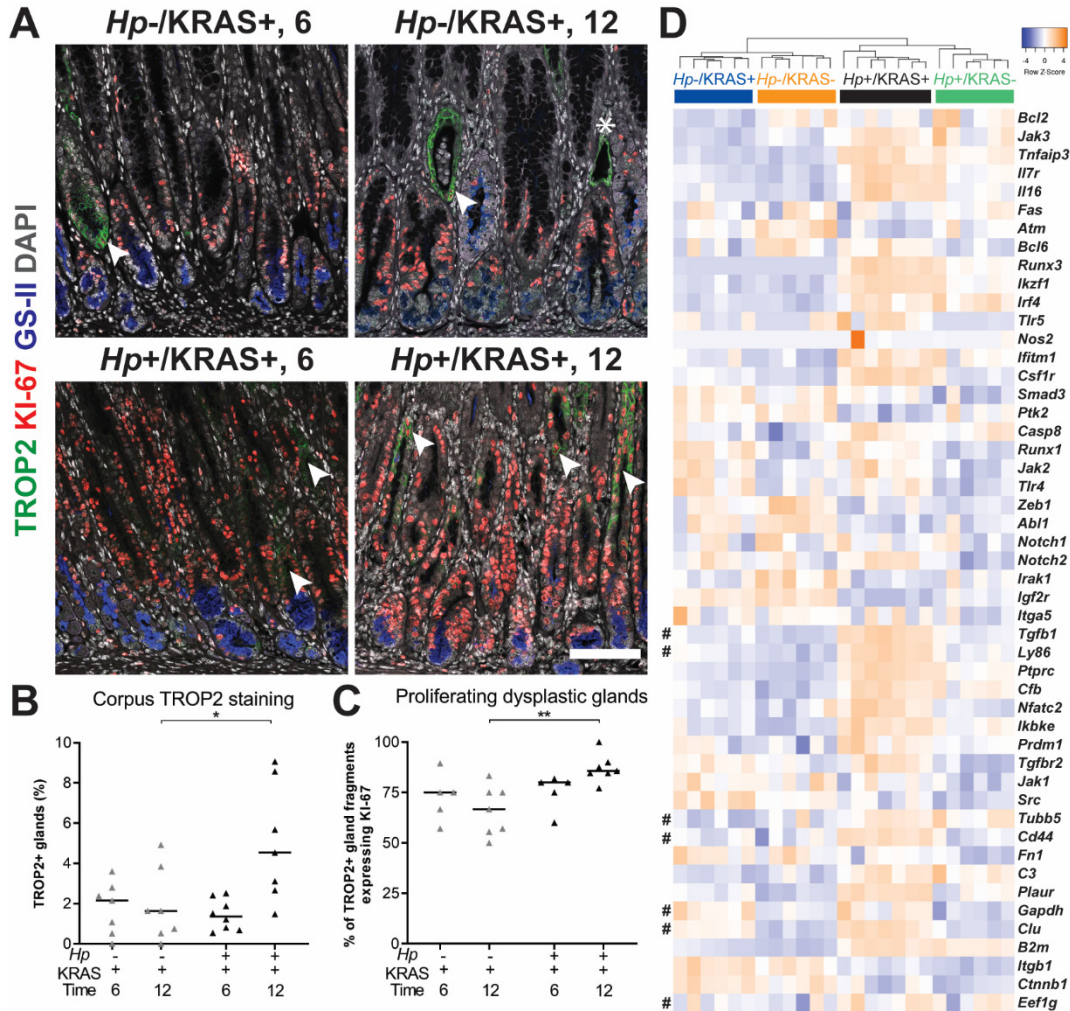 A
Hp-/KRAS+, 6
Hp-/KRAS+, 12
*
Hp+/KRAS+, 6
Hp+/KRAS+, 12
TROP2 KI-67 GS-II DAPI
B
Corpus TROP2 staining
*
TROP2+ glands (%)
10
8
6
4
2
0
Hp - - + +
KRAS + + + +
Time 6 12 6 12
C
Proliferating dysplastic glands
**
% of TROP2+ gland fragments
expressing KI-67
100
75
50
25
0
Hp - - + +
KRAS + + + +
Time 6 12 6 12
D
-4 0 4
Row Z-Score
Hp-/KRAS+ Hp-/KRAS- Hp+/KRAS+ Hp+/KRAS-
Bcl2
Jak3
Tnfaip3
Il7r
Il16
Fas
Atm
Bcl6
Runx3
Ikzf1
Irf4
Tlr5
Nos2
Ifitm1
Csf1r
Smad3
Ptk2
Casp8
Runx1
Jak2
Tlr4
Zeb1
Abl1
Notch1
Notch2
Irak1
Igf2r
Itga5
# Tgfb1
# Ly86
Ptprc
Cfb
Nfatc2
Ikbke
Prdm1
Tgfbr2
Jak1
Src
# Tubb5
# Cd44
Fn1
C3
Plaur
# Gapdh
# Clu
B2m
Itgb1
Ctnnb1
# Eef1g